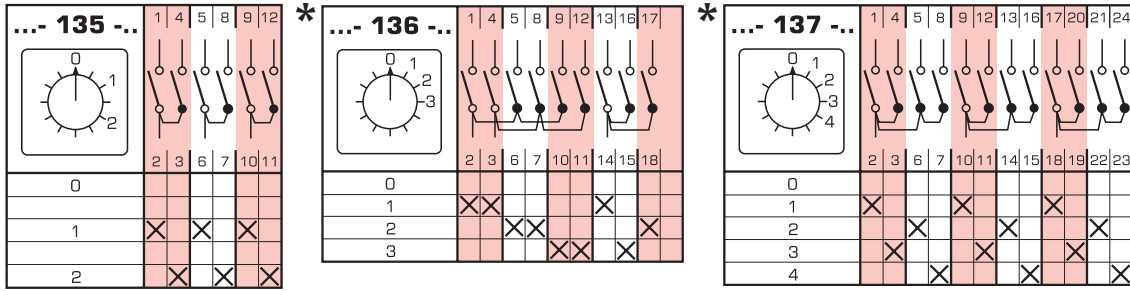 ...- 135 -..
1 4 5 8 9 12
0
1
2
2 3 6 7 10 11
0
1 X X X
2 X X X
* ...- 136 -..
1 4 5 8 9 12 13 16 17
0
1
2
3
2 3 6 7 10 11 14 15 18
0
1 X X X
2 X X X
3 X X X
* ...- 137 -..
1 4 5 8 9 12 13 16 17 20 21 24
0
1
2
3
4
2 3 6 7 10 11 14 15 18 19 22 23
0
1 X X X
2 X X X
3 X X X
4 X X X